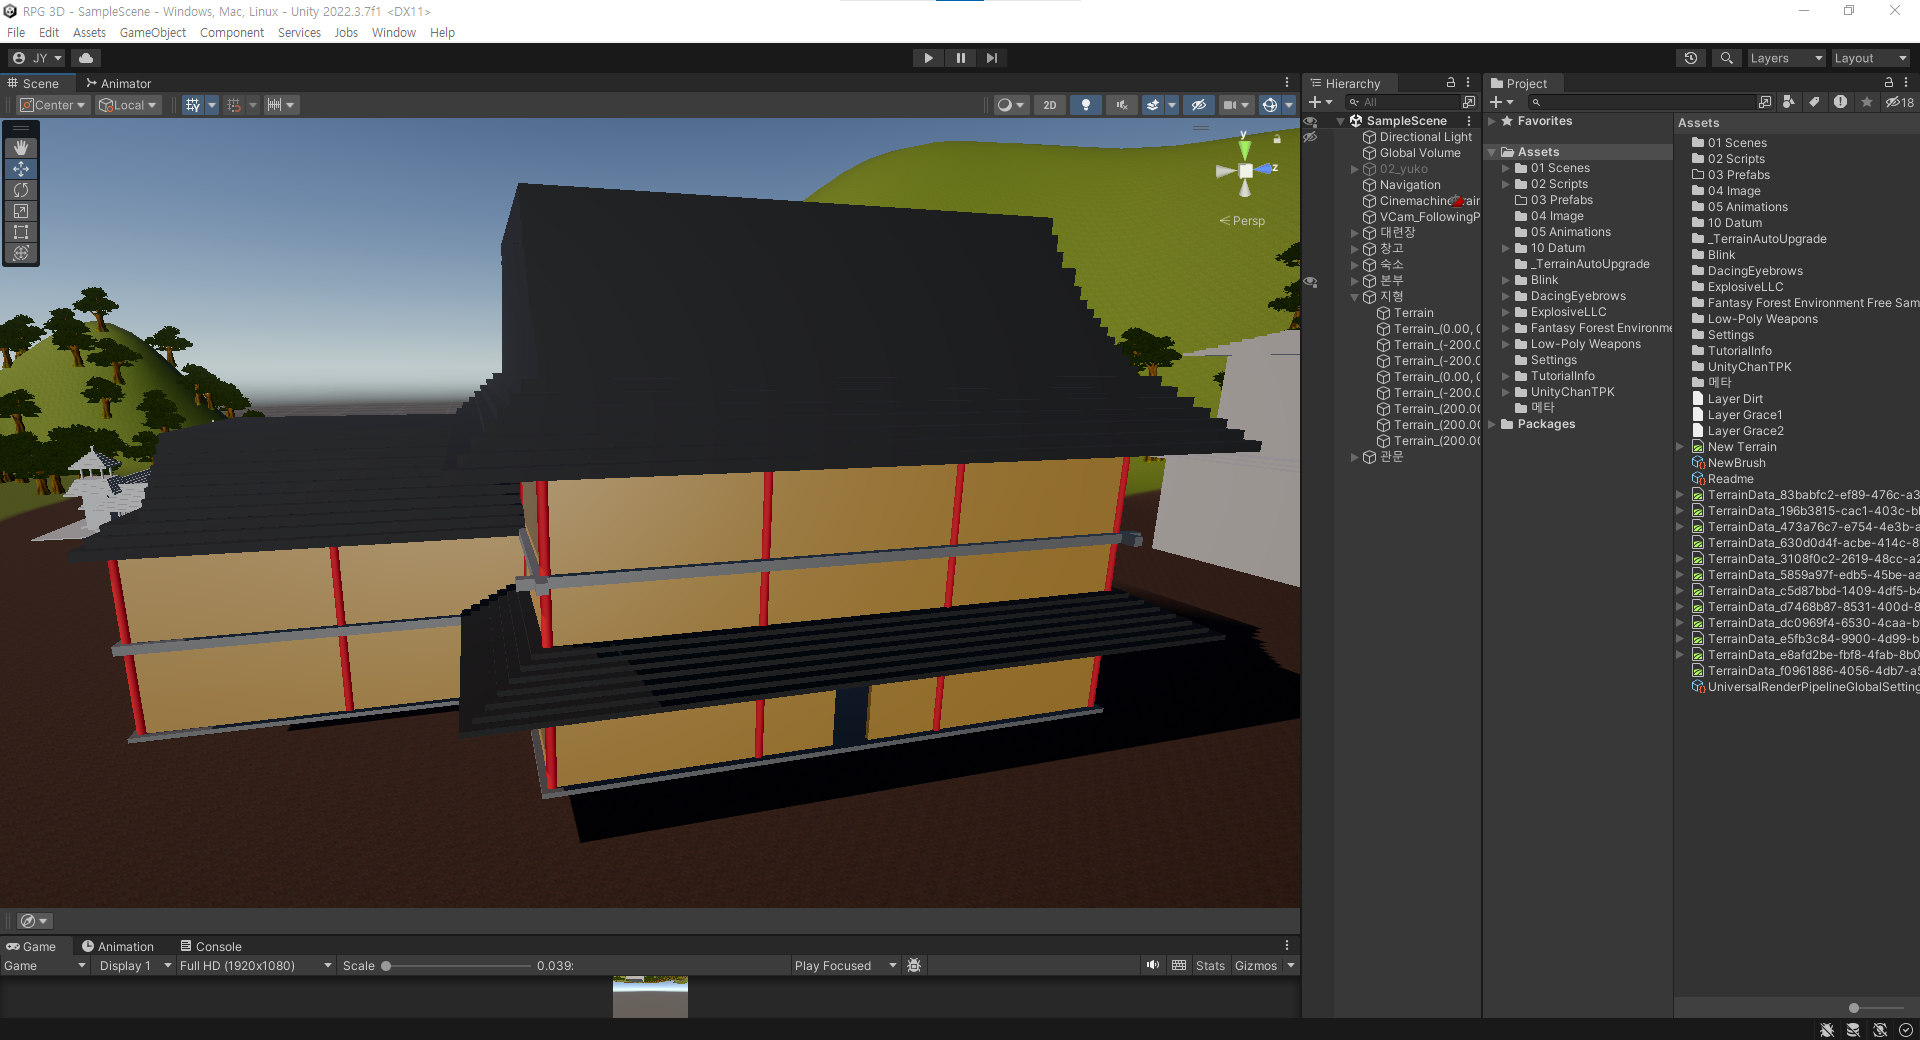 RPG 3D - SampleScene - Windows, Mac, Linux - Unity 2022.3.7f1 <DX11>
File Edit Assets GameObject Component Services Jobs Window Help
JY
Layers Layout
Scene Animator
Center Local
2D
y
z
Persp
Hierarchy
All
SampleScene
Directional Light
Global Volume
02_yuko
Navigation
Cinemachine
VCam_FollowingP
대련장
창고
숙소
본부
지형
Terrain
Terrain_(0.00, 0
Terrain_(-200.0
Terrain_(-200.0
Terrain_(0.00, 0
Terrain_(-200.0
Terrain_(200.00
Terrain_(200.00
Terrain_(200.00
관문
Project
18
Favorites
Assets
01 Scenes
02 Scripts
03 Prefabs
04 Image
05 Animations
10 Datum
_TerrainAutoUpgrade
Blink
DacingEyebrows
ExplosiveLLC
Fantasy Forest Environme
Low-Poly Weapons
Settings
TutorialInfo
UnityChanTPK
메타
Packages
Assets
01 Scenes
02 Scripts
03 Prefabs
04 Image
05 Animations
10 Datum
_TerrainAutoUpgrade
Blink
DacingEyebrows
ExplosiveLLC
Fantasy Forest Environment Free Sam
Low-Poly Weapons
Settings
TutorialInfo
UnityChanTPK
메타
Layer Dirt
Layer Grace1
Layer Grace2
New Terrain
NewBrush
Readme
TerrainData_83babfc2-ef89-476c-a3
TerrainData_196b3815-cac1-403c-bl
TerrainData_473a76c7-e754-4e3b-a
TerrainData_630d0d4f-acbe-414c-8
TerrainData_3108f0c2-2619-48cc-a2
TerrainData_5859a97f-edb5-45be-aa
TerrainData_c5d87bbd-1409-4df5-b4
TerrainData_d7468b87-8531-400d-8
TerrainData_dc0969f4-6530-4caa-b
TerrainData_e5fb3c84-9900-4d99-b
TerrainData_e8afd2be-fbf8-4fab-8b0
TerrainData_f0961886-4056-4db7-a5
UniversalRenderPipelineGlobalSetting
Game Animation Console
Game Display 1 Full HD (1920x1080) Scale 0.039: Play Focused Stats Gizmos